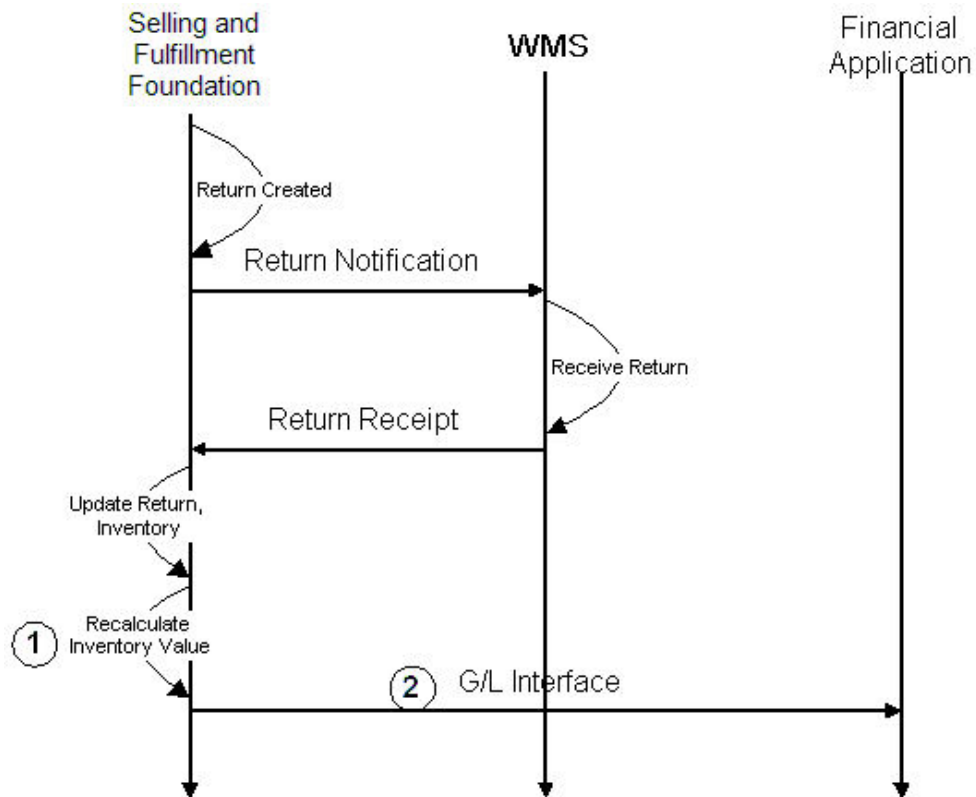 Selling and
Fulfillment
Foundation
WMS
Financial
Application
Return Created
Return Notification
Receive Return
Return Receipt
Update Return,
Inventory
1
Recalculate
Inventory Value
2
G/L Interface